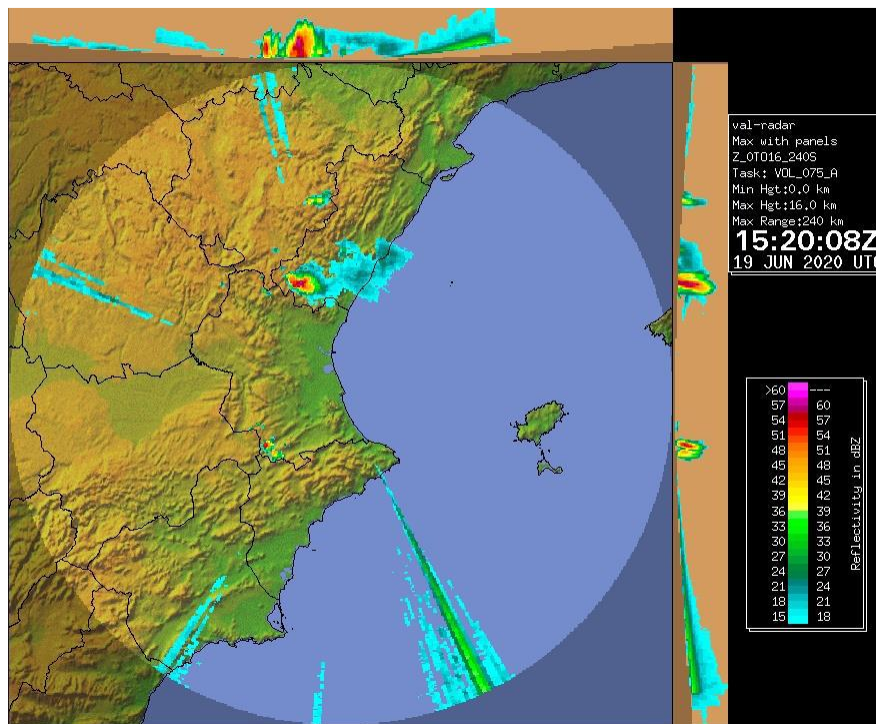 val-radar
Max with panels
Z_0TO16_240S
Task: VOL_075_A
Min Hgt:0.0 km
Max Hgt:16.0 km
Max Range:240 km
15:20:08Z
19 JUN 2020 UTC
>60 ---
57 60
54 57
51 54
48 51
45 48
42 45
39 42
36 39
33 36
30 33
27 30
24 27
21 24
18 21
15 18
Reflectivity in dBZ